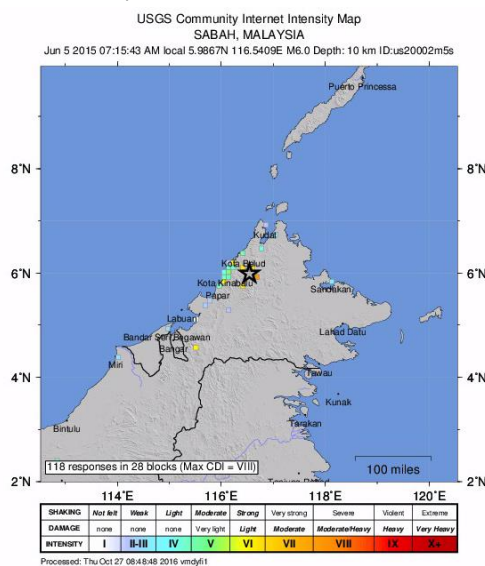 USGS Community Internet Intensity Map
SABAH, MALAYSIA
Jun 5 2015 07:15:43 AM local 5.9867N 116.5409E M6.0 Depth: 10 km ID:us20002m5s
Puerto Princessa
8˚N
8˚N
Kudat
Kota Belud
6˚N
6˚N
Kota Kinabalu
Sandakan
Papar
Labuan
Lahad Datu
Bandar Seri Begawan
Bangar
4˚N
4˚N
Miri
Tawau
Kunak
Tarakan
Bintulu
118 responses in 28 blocks (Max CDI = VIII)
100 miles
2˚N
2˚N
114˚E
116˚E
118˚E
120˚E
SHAKING Not felt Weak Light Moderate Strong Very strong Severe Violent Extreme
DAMAGE none none none Very light Light Moderate Moderate/Heavy Heavy Very Heavy
INTENSITY I II-III IV V VI VII VIII IX X+
Processed: Thu Oct 27 08:48:48 2016 vmdyfi1